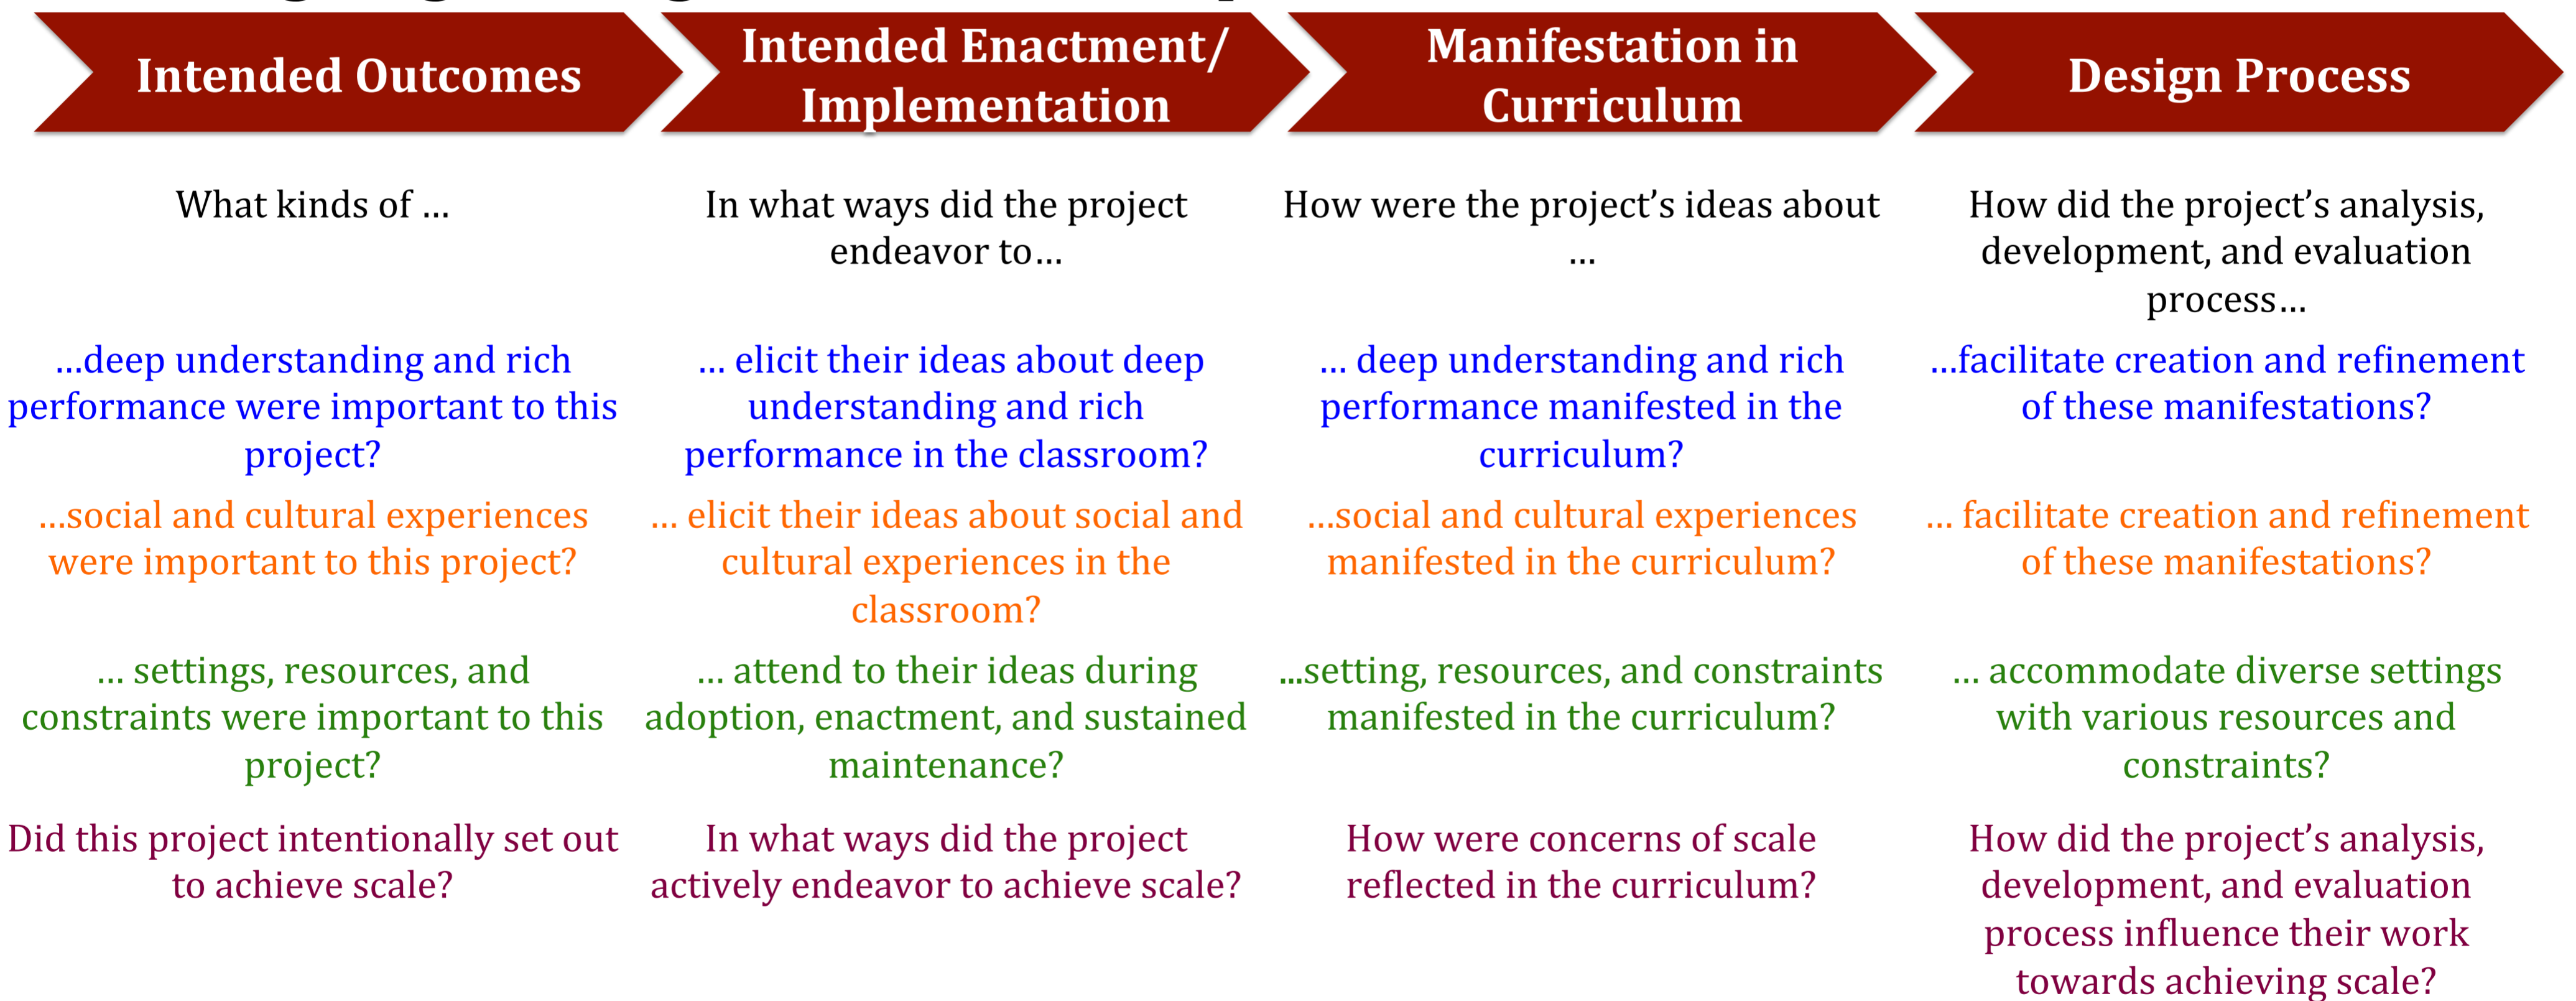 Intended Outcomes
Intended Enactment/
Implementation
Manifestation in
Curriculum
Design Process
What kinds of …
In what ways did the project
endeavor to…
How were the project’s ideas about
…
How did the project’s analysis,
development, and evaluation
process…
…deep understanding and rich
performance were important to this
project?
… elicit their ideas about deep
understanding and rich
performance in the classroom?
… deep understanding and rich
performance manifested in the
curriculum?
…facilitate creation and refinement
of these manifestations?
…social and cultural experiences
were important to this project?
… elicit their ideas about social and
cultural experiences in the
classroom?
…social and cultural experiences
manifested in the curriculum?
… facilitate creation and refinement
of these manifestations?
… settings, resources, and
constraints were important to this
project?
… attend to their ideas during
adoption, enactment, and sustained
maintenance?
…setting, resources, and constraints
manifested in the curriculum?
… accommodate diverse settings
with various resources and
constraints?
Did this project intentionally set out
to achieve scale?
In what ways did the project
actively endeavor to achieve scale?
How were concerns of scale
reflected in the curriculum?
How did the project’s analysis,
development, and evaluation
process influence their work
towards achieving scale?